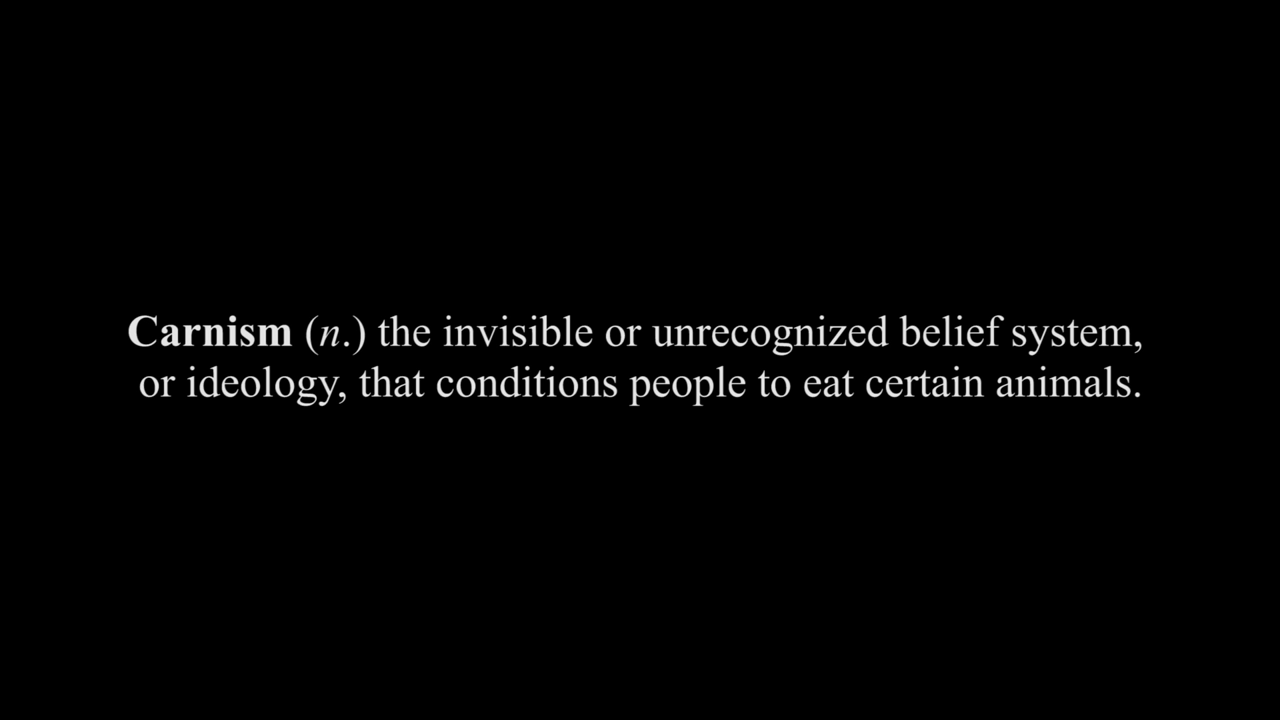 Carnism (n.) the invisible or unrecognized belief system,
or ideology, that conditions people to eat certain animals.